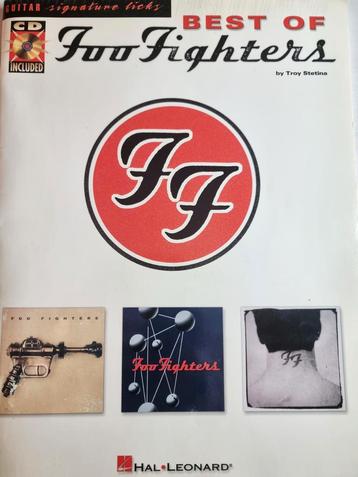 GUITAR signature licks
CD
INCLUDED
BEST OF
Foo Fighters
by Troy Stetina
FF
FOO FIGHTERS
Foo Fighters
FF
HAL•LEONARD®